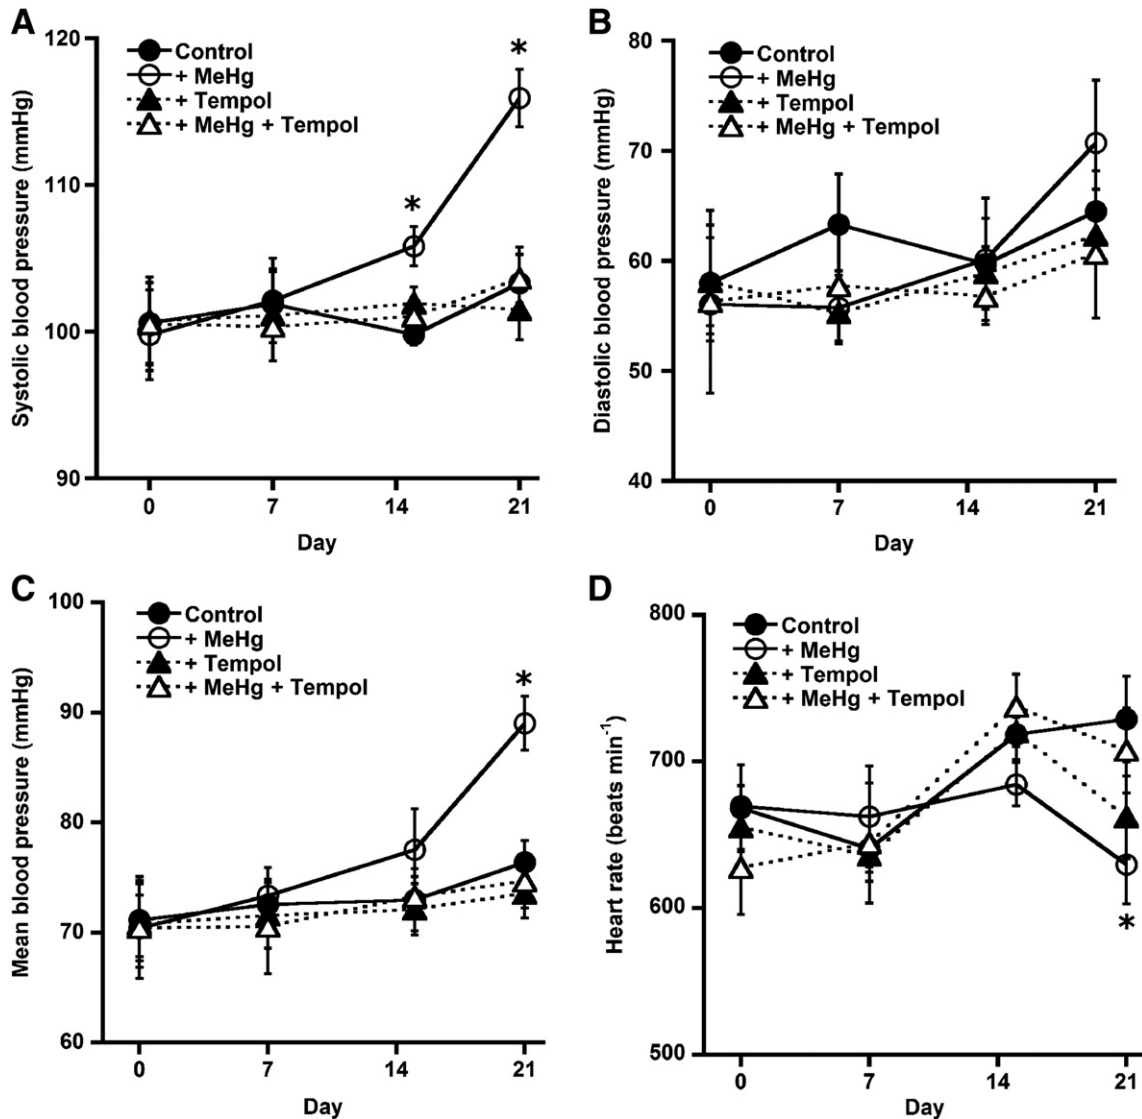 A
Systolic blood pressure (mmHg)
120
110
100
90
Control
+ MeHg
+ Tempol
+ MeHg + Tempol
*
*
0 7 14 21
Day
B
Diastolic blood pressure (mmHg)
80
70
60
50
40
Control
+ MeHg
+ Tempol
+ MeHg + Tempol
0 7 14 21
Day
C
Mean blood pressure (mmHg)
100
90
80
70
60
Control
+ MeHg
+ Tempol
+ MeHg + Tempol
*
0 7 14 21
Day
D
Heart rate (beats min⁻¹)
800
700
600
500
Control
+ MeHg
+ Tempol
+ MeHg + Tempol
*
0 7 14 21
Day